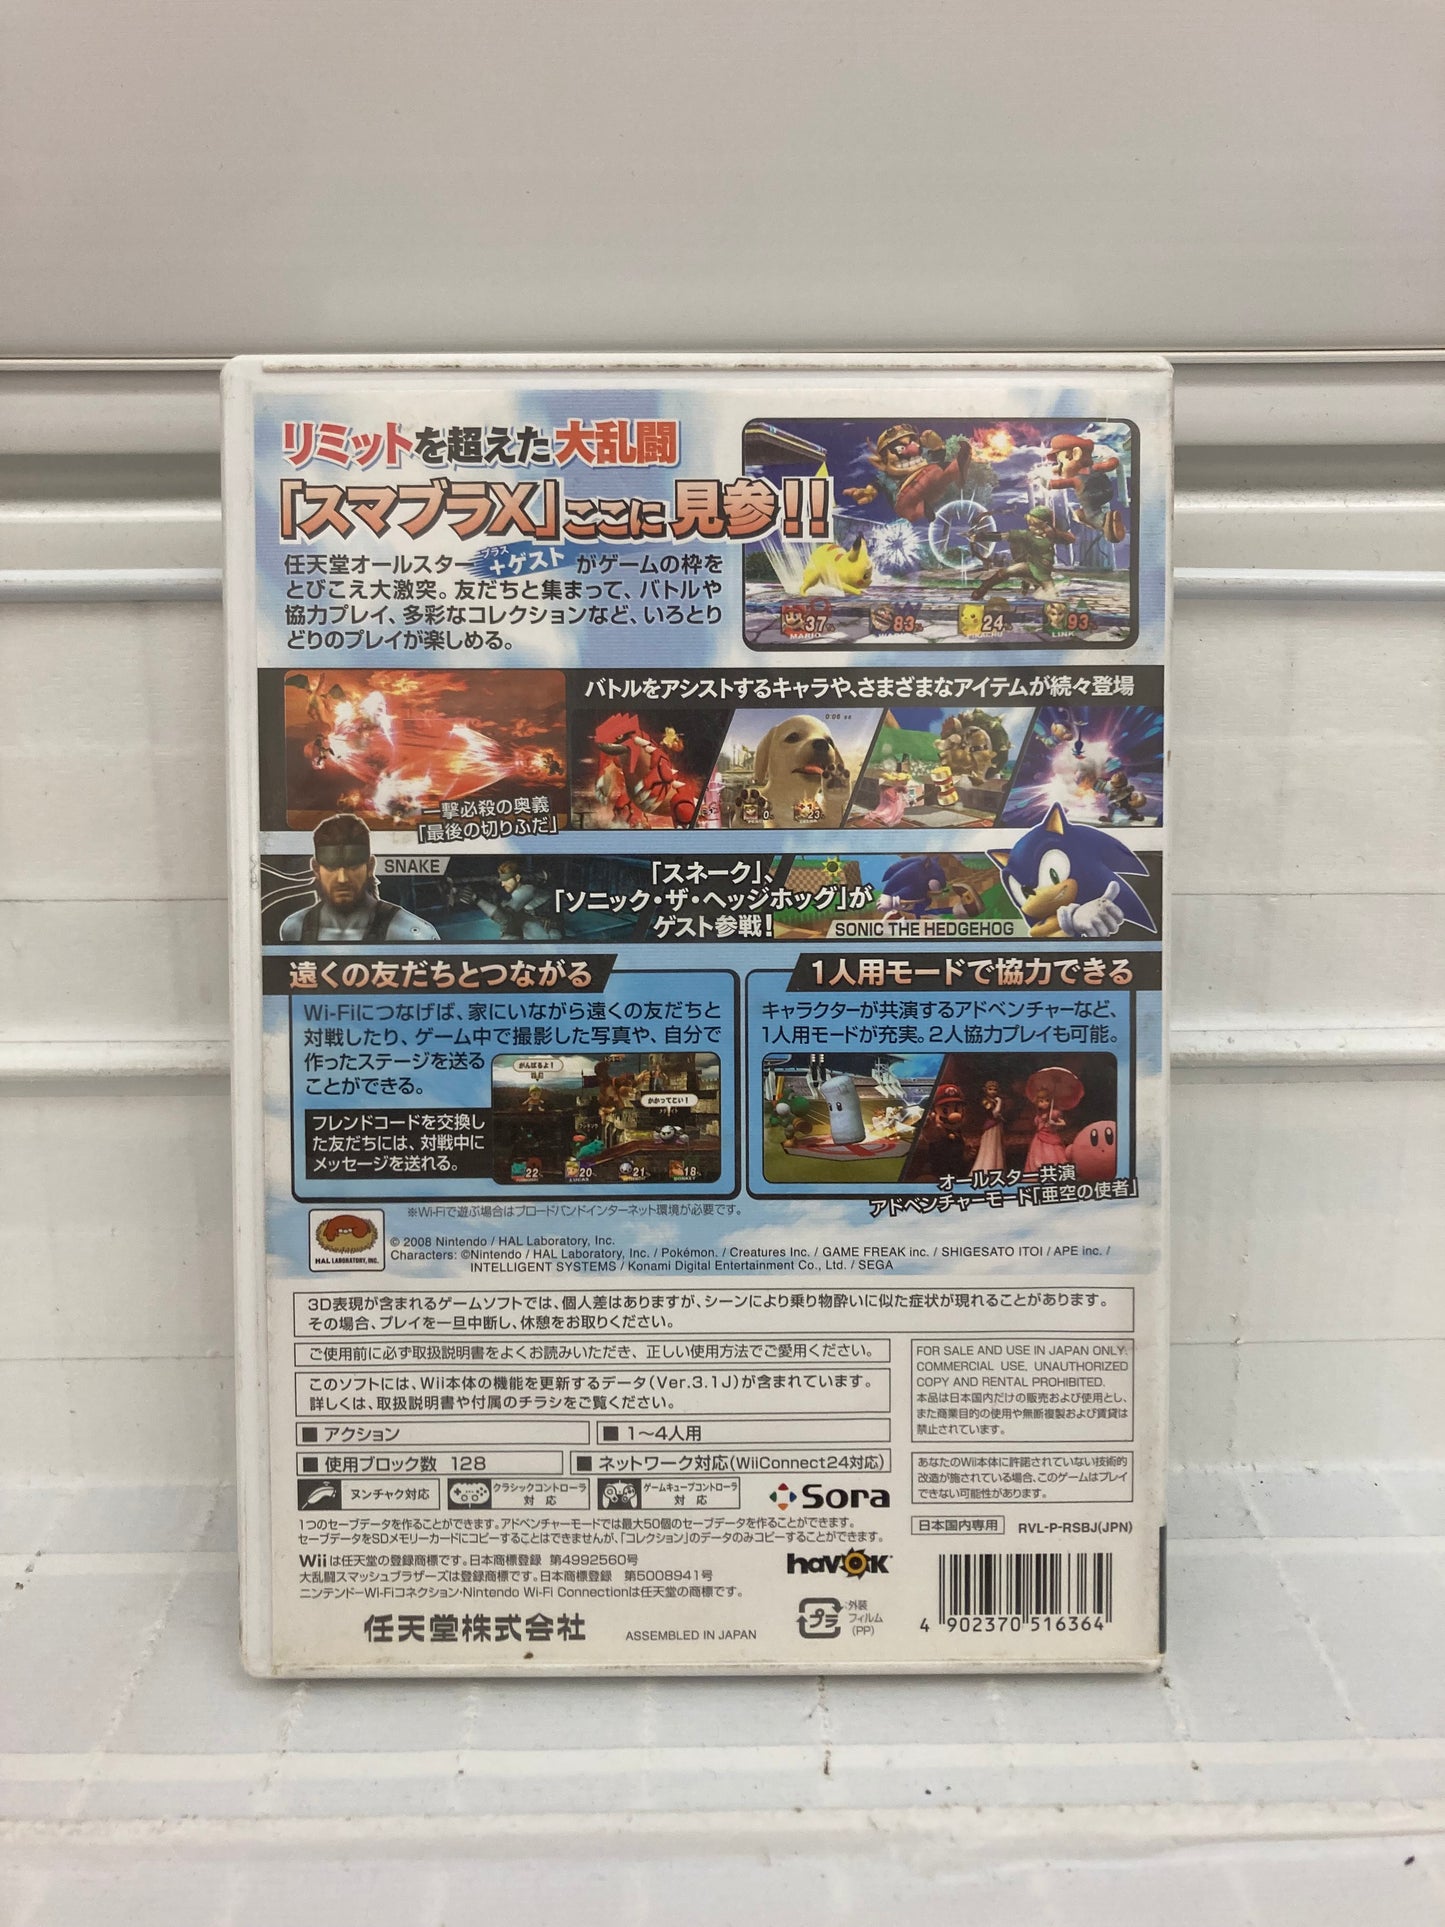 リミットを超えた大乱闘
「スマブラX」ここに見参!!
任天堂オールスター+ゲストがゲームの枠を
プラス
とびこえ大激突。友だちと集まって、バトルや
協力プレイ、多彩なコレクションなど、いろとり
どりのプレイが楽しめる。
37%
MARIO
83%
WARIO
24%
PIKACHU
93%
LINK
バトルをアシストするキャラや、さまざまなアイテムが続々登場
一撃必殺の奥義
「最後の切りふだ」
SNAKE
「スネーク」、
「ソニック・ザ・ヘッジホッグ」が
ゲスト参戦!
SONIC THE HEDGEHOG
遠くの友だちとつながる
Wi-Fiにつなげば、家にいながら遠くの友だちと
対戦したり、ゲーム中で撮影した写真や、自分で
作ったステージを送る
ことができる。
フレンドコードを交換し
た友だちには、対戦中に
メッセージを送れる。
がんばるよ!
かかってこい!
22%
20%
LUCAS
21%
18%
DONKEY
※Wi-Fiで遊ぶ場合はブロードバンドインターネット環境が必要です。
1人用モードで協力できる
キャラクターが共演するアドベンチャーなど、
1人用モードが充実。2人協力プレイも可能。
オールスター共演
アドベンチャーモード「亜空の使者」
HAL LABORATORY, INC.
© 2008 Nintendo / HAL Laboratory, Inc.
Characters: ©Nintendo / HAL Laboratory, Inc. / Pokémon. / Creatures Inc. / GAME FREAK inc. / SHIGESATO ITOI / APE inc. /
INTELLIGENT SYSTEMS / Konami Digital Entertainment Co., Ltd. / SEGA
3D表現が含まれるゲームソフトでは、個人差はありますが、シーンにより乗り物酔いに似た症状が現れることがあります。
その場合、プレイを一旦中断し、休憩をお取りください。
ご使用前に必ず取扱説明書をよくお読みいただき、正しい使用方法でご愛用ください。
このソフトには、Wii本体の機能を更新するデータ(Ver.3.1J)が含まれています。
詳しくは、取扱説明書や付属のチラシをご覧ください。
■ アクション
■ 1~4人用
■ 使用ブロック数 128
■ ネットワーク対応(WiiConnect24対応)
ヌンチャク対応
クラシックコントローラ
対 応
ゲームキューブコントローラ
対 応
Sora
FOR SALE AND USE IN JAPAN ONLY.
COMMERCIAL USE, UNAUTHORIZED
COPY AND RENTAL PROHIBITED.
本品は日本国内だけの販売および使用とし、
また商業目的の使用や無断複製および賃貸は
禁止されています。
あなたのWii本体に許諾されていない技術的
改造が施されている場合、このゲームはプレイ
できない可能性があります。
日本国内専用 RVL-P-RSBJ(JPN)
1つのセーブデータを作ることができます。アドベンチャーモードでは最大50個のセーブデータを作ることができます。
セーブデータをSDメモリーカードにコピーすることはできませんが、「コレクション」のデータのみコピーすることができます。
Wiiは任天堂の登録商標です。日本商標登録 第4992560号
大乱闘スマッシュブラザーズは登録商標です。日本商標登録 第5008941号
ニンテンドーWi-Fiコネクション・Nintendo Wi-Fi Connectionは任天堂の商標です。
任天堂株式会社
ASSEMBLED IN JAPAN
havok
プラ
:外装
フィルム
(PP)
4 902370 516364